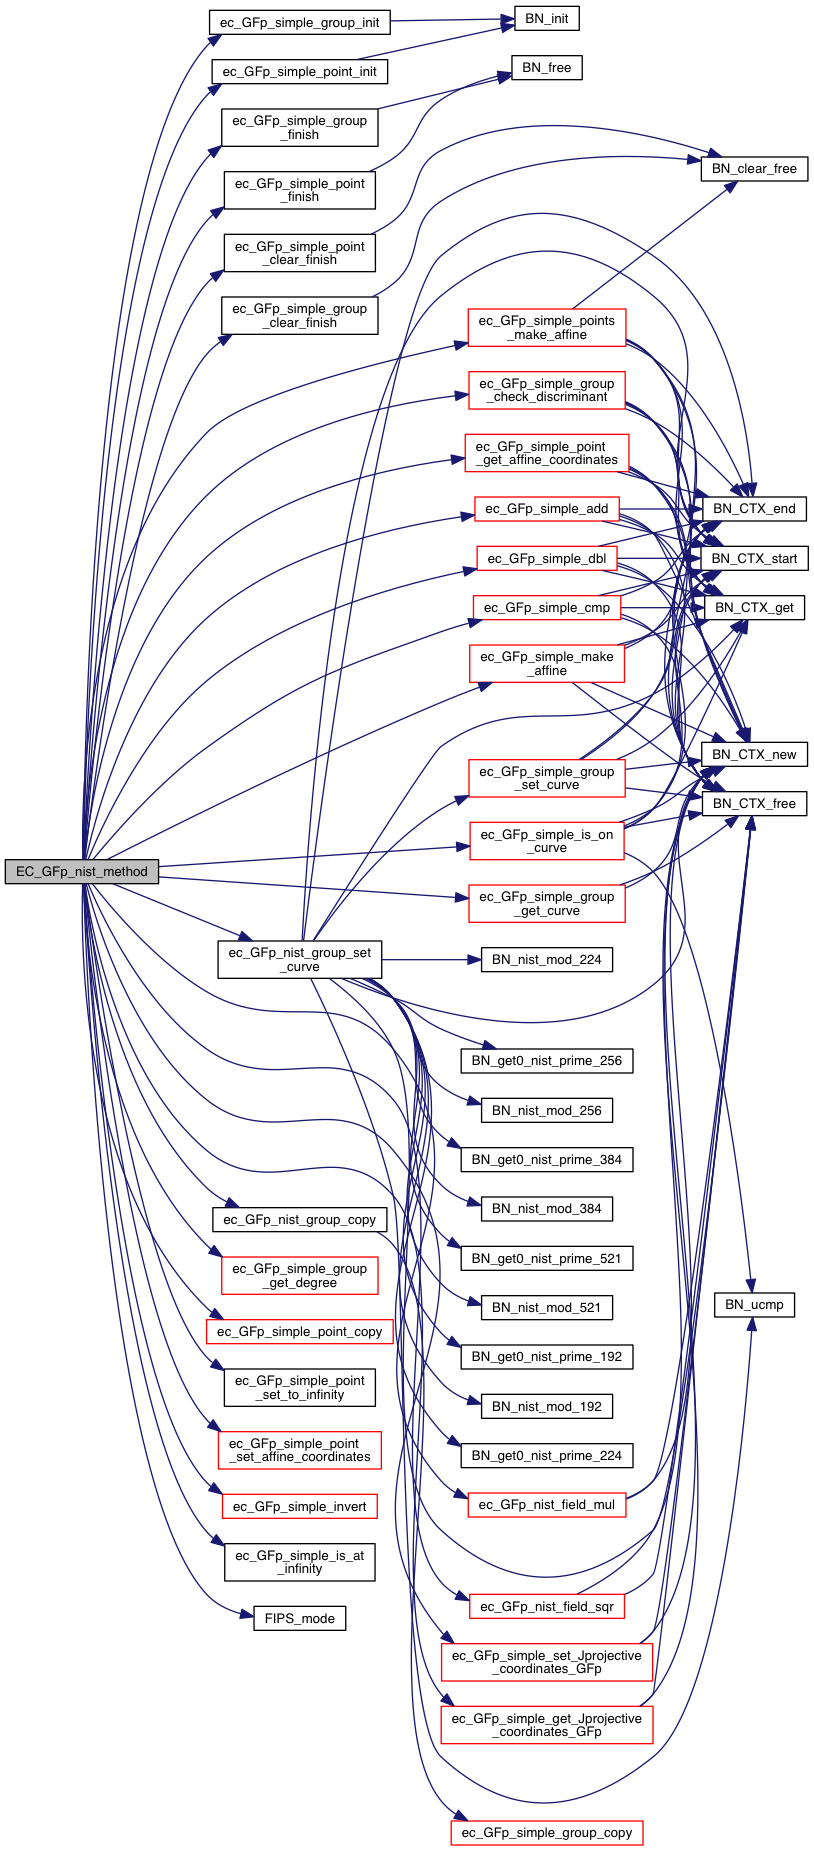 ec_GFp_simple_group_init
BN_init
ec_GFp_simple_point_init
BN_free
ec_GFp_simple_group
_finish
BN_clear_free
ec_GFp_simple_point
_finish
ec_GFp_simple_point
_clear_finish
ec_GFp_simple_group
_clear_finish
ec_GFp_simple_points
_make_affine
ec_GFp_simple_group
_check_discriminant
ec_GFp_simple_point
_get_affine_coordinates
ec_GFp_simple_add
BN_CTX_end
ec_GFp_simple_dbl
BN_CTX_start
ec_GFp_simple_cmp
BN_CTX_get
ec_GFp_simple_make
_affine
BN_CTX_new
ec_GFp_simple_group
_set_curve
BN_CTX_free
ec_GFp_simple_is_on
_curve
EC_GFp_nist_method
ec_GFp_simple_group
_get_curve
ec_GFp_nist_group_set
_curve
BN_nist_mod_224
BN_get0_nist_prime_256
BN_nist_mod_256
BN_get0_nist_prime_384
BN_nist_mod_384
ec_GFp_nist_group_copy
BN_get0_nist_prime_521
ec_GFp_simple_group
_get_degree
BN_nist_mod_521
BN_ucmp
ec_GFp_simple_point_copy
BN_get0_nist_prime_192
ec_GFp_simple_point
_set_to_infinity
BN_nist_mod_192
ec_GFp_simple_point
_set_affine_coordinates
BN_get0_nist_prime_224
ec_GFp_simple_invert
ec_GFp_nist_field_mul
ec_GFp_simple_is_at
_infinity
ec_GFp_nist_field_sqr
FIPS_mode
ec_GFp_simple_set_Jprojective
_coordinates_GFp
ec_GFp_simple_get_Jprojective
_coordinates_GFp
ec_GFp_simple_group_copy